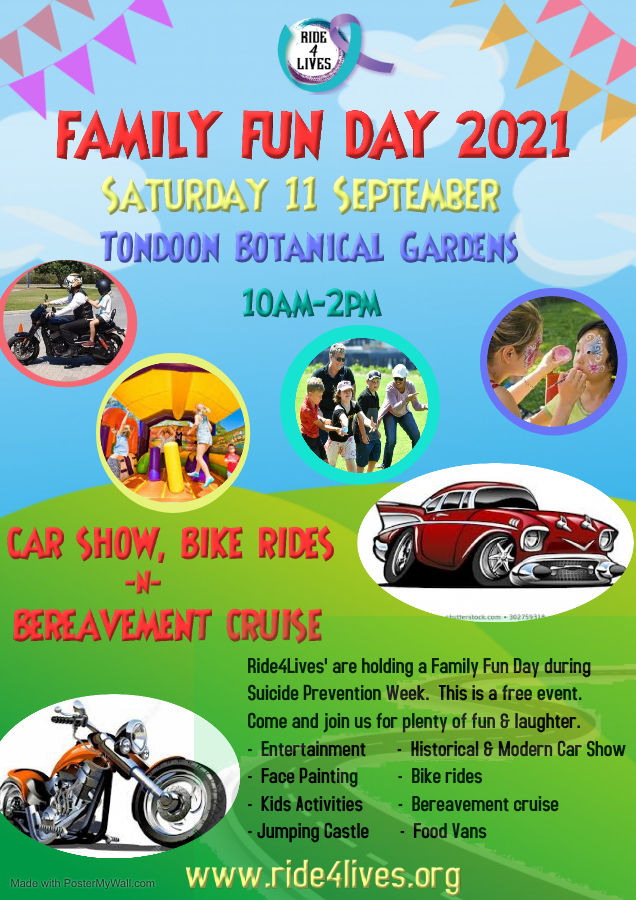 RIDE
4
LIVES
FAMILY FUN DAY 2021
SATURDAY 11 SEPTEMBER
TONDOON BOTANICAL GARDENS
10AM-2PM
CAR SHOW, BIKE RIDES
-N-
BEREAVEMENT CRUISE
shutterstock.com • 302759318
Ride4Lives' are holding a Family Fun Day during
Suicide Prevention Week. This is a free event.
Come and join us for plenty of fun & laughter.
- Entertainment - Historical & Modern Car Show
- Face Painting - Bike rides
- Kids Activities - Bereavement cruise
- Jumping Castle - Food Vans
www.ride4lives.org
Made with PosterMyWall.com